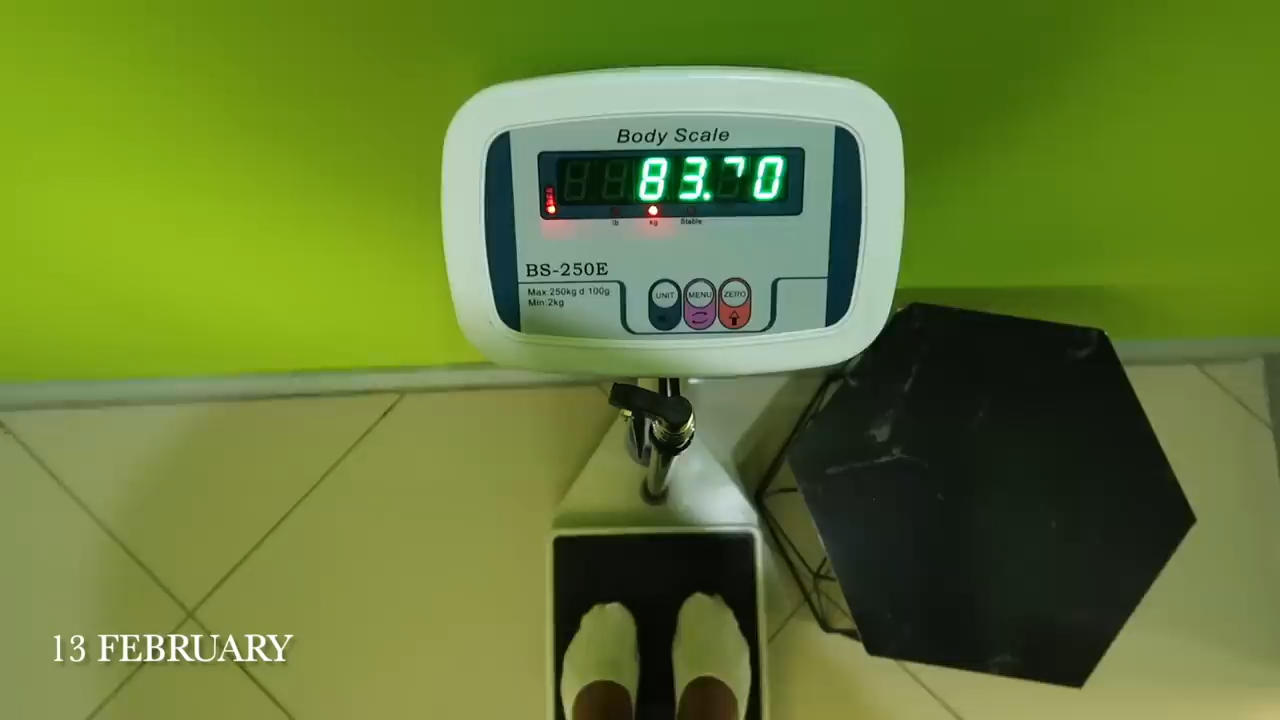 Body Scale
83.70
lb kg Stable
BS-250E
Max:250kg d 100g
Min:2kg
UNIT MENU ZERO
13 FEBRUARY